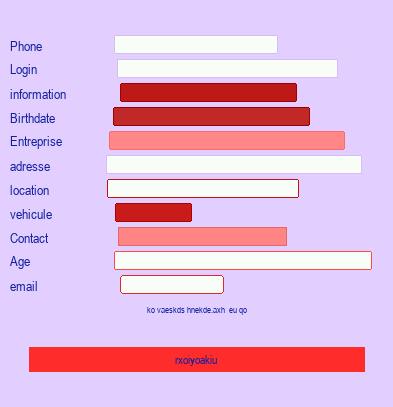 Phone
Login
information
Birthdate
Entreprise
adresse
location
vehicule
Contact
Age
email
ko vaeskds hnekde.axh eu qo
rxoiyoakiu